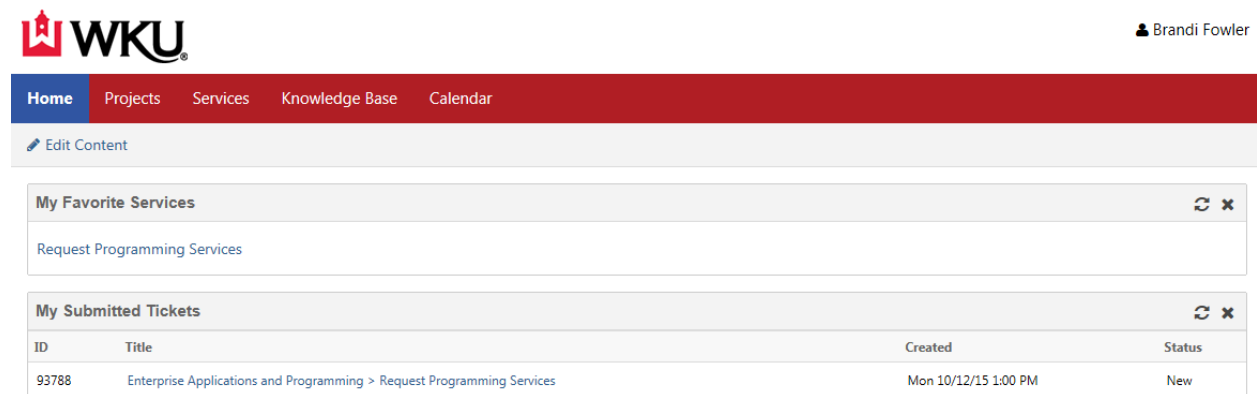 WKU®
Brandi Fowler
Home Projects Services Knowledge Base Calendar
Edit Content
My Favorite Services
Request Programming Services
My Submitted Tickets
ID Title Created Status
93788 Enterprise Applications and Programming > Request Programming Services Mon 10/12/15 1:00 PM New